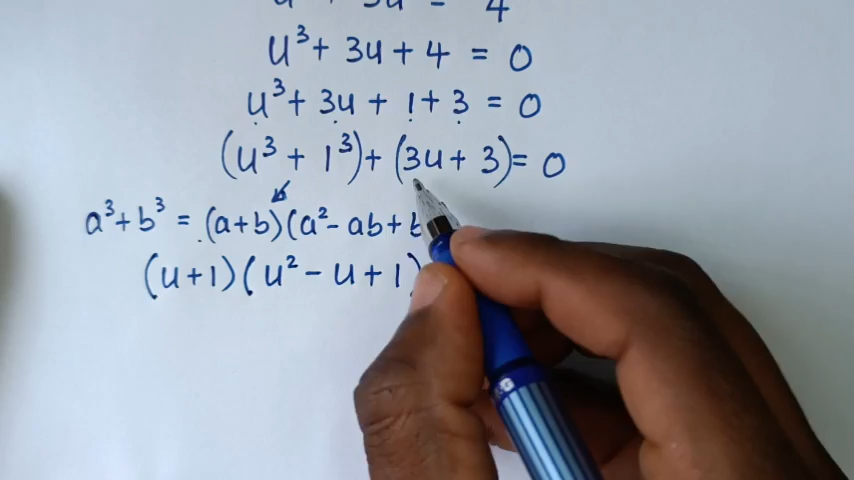 u³ + 3u + 4 = 0
u³ + 3u + 1 + 3 = 0
(u³ + 1³) + (3u + 3) = 0
a³ + b³ = (a+b)(a² - ab + b
(u+1)(u² - u + 1)